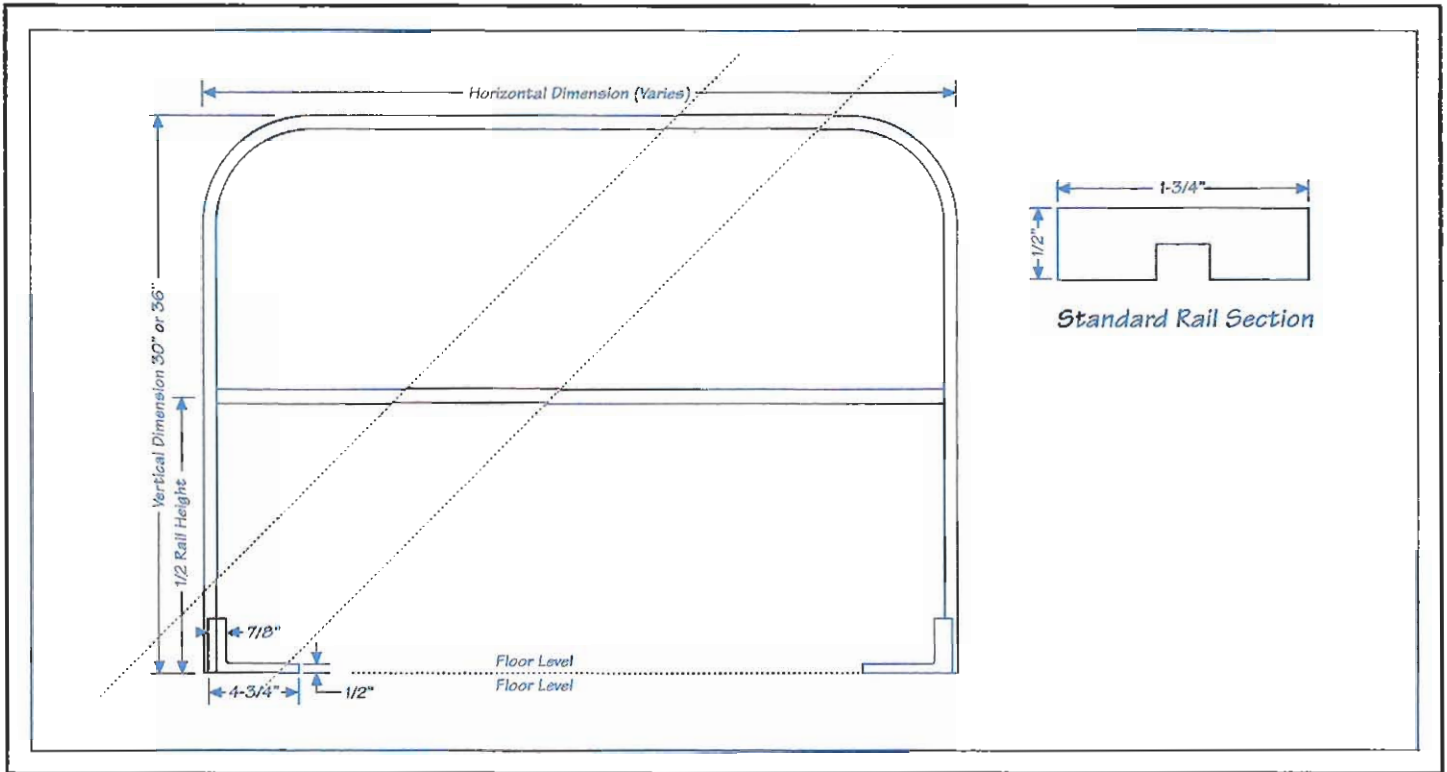 Horizontal Dimension (Varies)
Vertical Dimension 30" or 36"
1/2 Rail Height
1-3/4"
1/2"
Standard Rail Section
7/8"
Floor Level
Floor Level
4-3/4"
1/2"